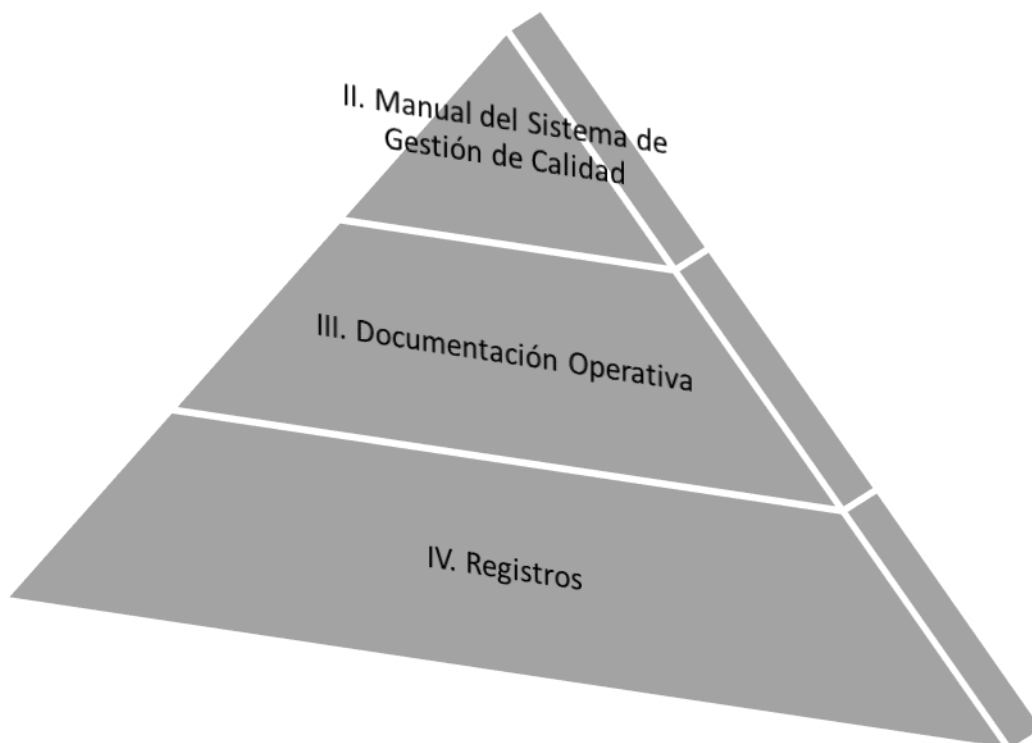 II. Manual del Sistema de
Gestión de Calidad
III. Documentación Operativa
IV. Registros